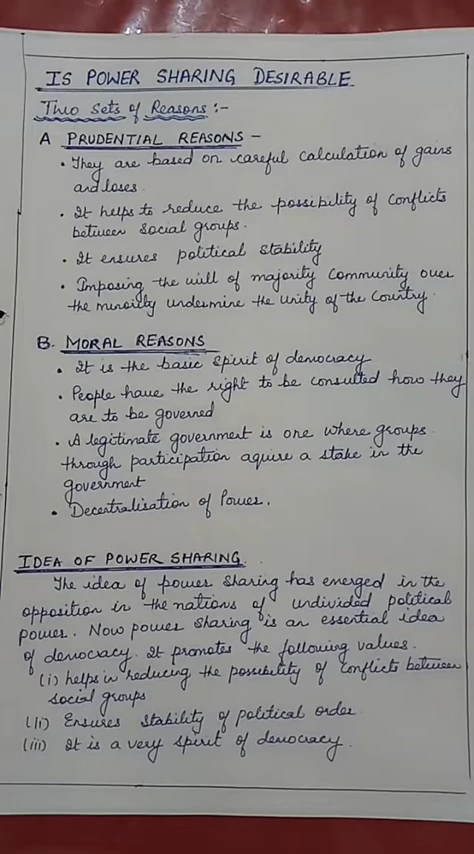 IS POWER SHARING DESIRABLE
Two Sets of Reasons :-
A PRUDENTIAL REASONS -
• They are based on careful calculation of gains
and loses.
• It helps to reduce the possibility of conflicts
between social groups.
• It ensures political stability
• Imposing the will of majority community over
the minority undermine the unity of the country.
B. MORAL REASONS
• It is the basic spirit of democracy
• People have the right to be consulted how they
are to be governed
• A legitimate government is one where groups
through participation aquire a stake in the
government
• Decentralisation of Power.
IDEA OF POWER SHARING
The idea of power sharing has emerged in the
opposition in the nations of undivided political
power. Now power sharing is an essential idea
of democracy. It promotes the following values.
(i) helps in reducing the possibility of conflicts between
social groups
(ii) Ensures stability of political order
(iii) It is a very spirit of democracy.